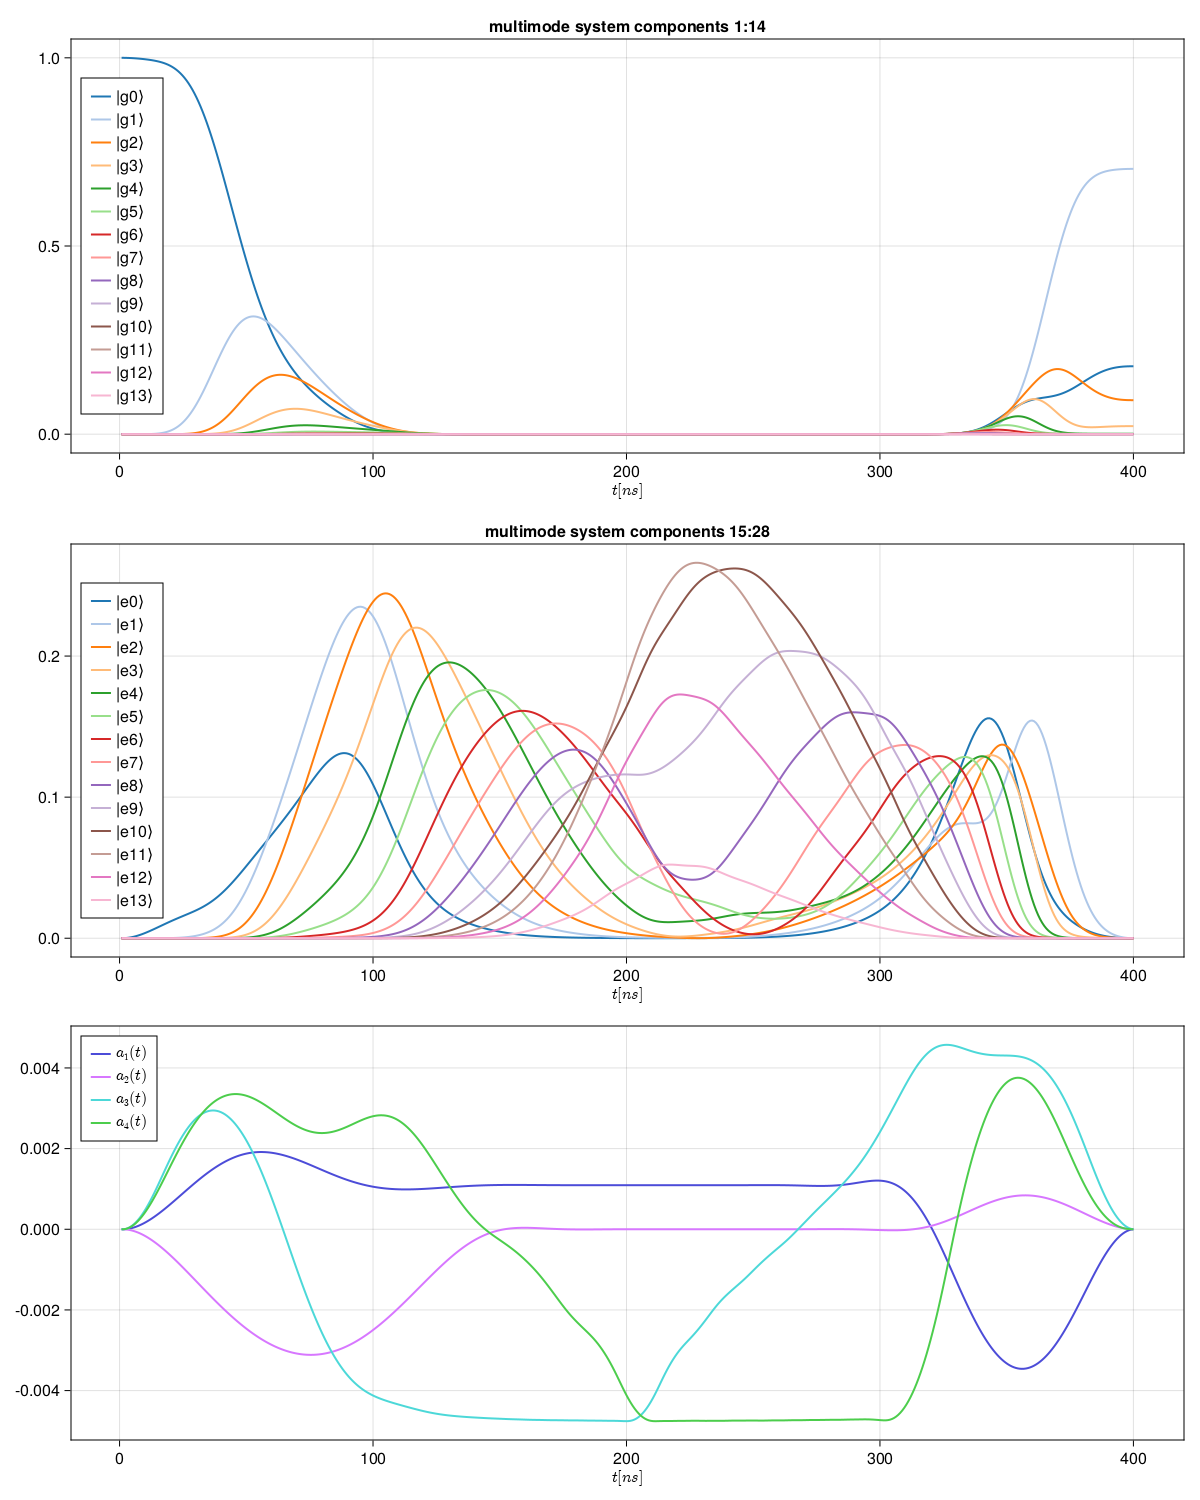 multimode system components 1:14
1.0
0.5
0.0
|g0⟩
|g1⟩
|g2⟩
|g3⟩
|g4⟩
|g5⟩
|g6⟩
|g7⟩
|g8⟩
|g9⟩
|g10⟩
|g11⟩
|g12⟩
|g13⟩
0 100 200 300 400
t[ns]
multimode system components 15:28
0.2
0.1
0.0
|e0⟩
|e1⟩
|e2⟩
|e3⟩
|e4⟩
|e5⟩
|e6⟩
|e7⟩
|e8⟩
|e9⟩
|e10⟩
|e11⟩
|e12⟩
|e13⟩
0 100 200 300 400
t[ns]
0.004
0.002
0.000
-0.002
-0.004
a₁(t)
a₂(t)
a₃(t)
a₄(t)
0 100 200 300 400
t[ns]